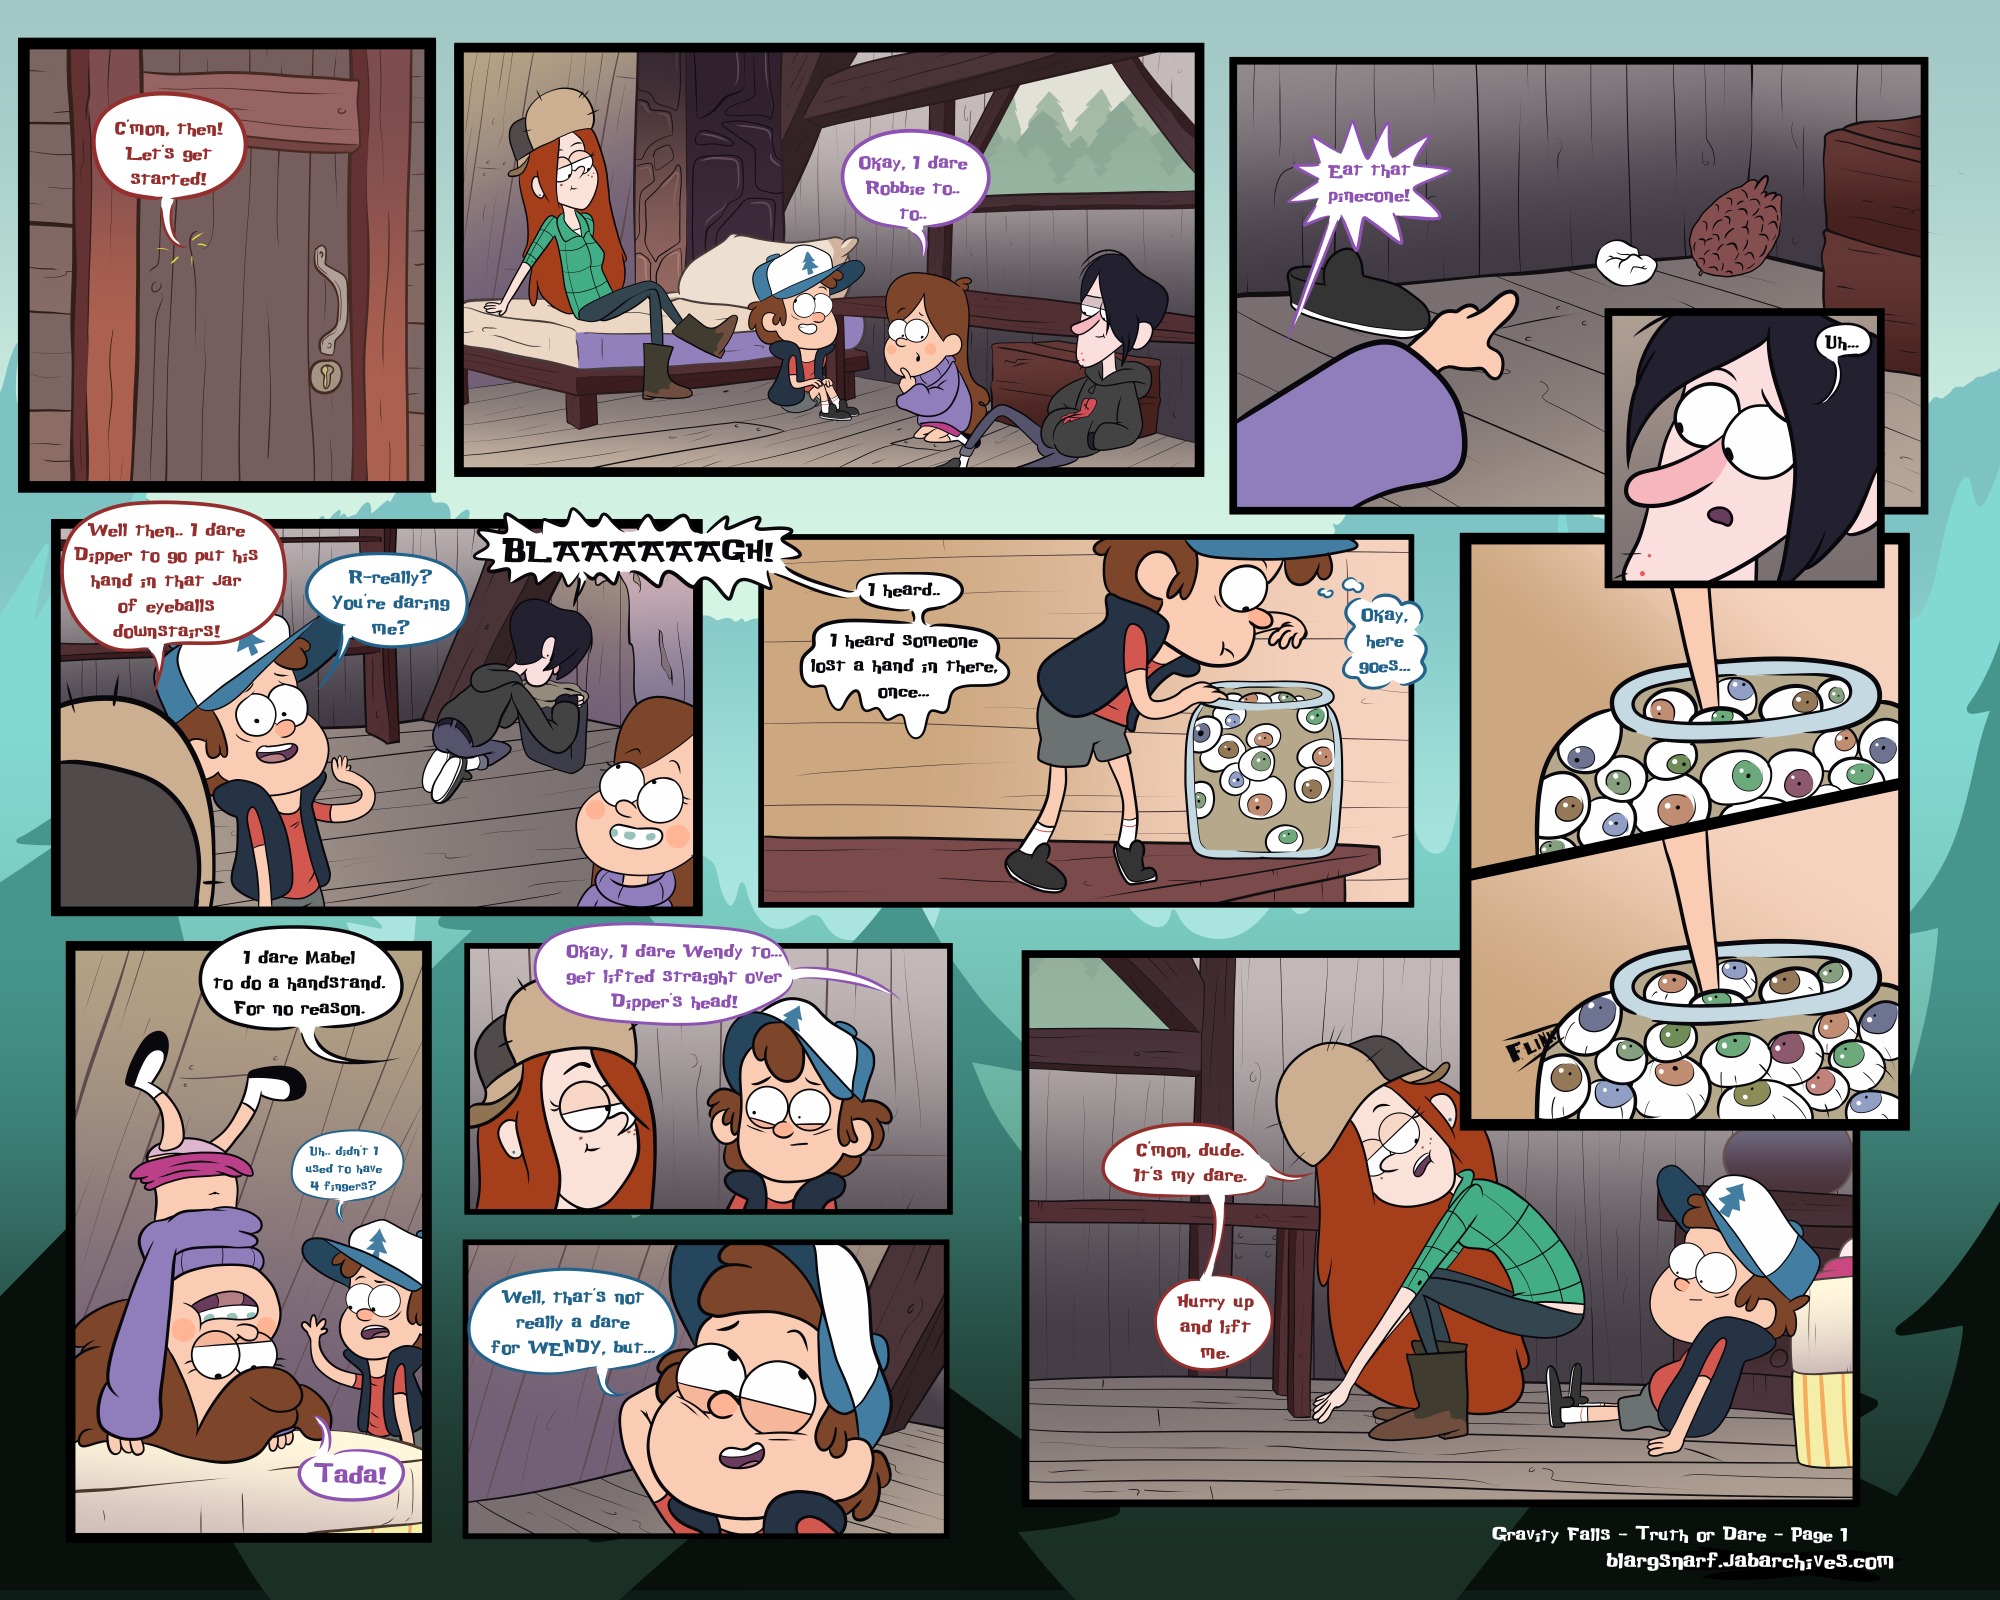 C'mon, then!
Let's get
started!
Okay, I dare
Robbie to..
to..
Eat that
pinecone!
Uh...
Well then.. I dare
Dipper to go put his
hand in that jar
of eyeballs
downstairs!
R-really?
You're daring
me?
BLAAAAAAGH!
I heard..
I heard someone
lost a hand in there,
once...
Okay,
here
goes...
FLINK
I dare Mabel
to do a handstand.
For no reason.
Uh.. didn't I
used to have
4 fingers?
Tada!
Okay, I dare Wendy to...
get lifted straight over
Dipper's head!
Well, that's not
really a dare
for WENDY, but...
C'mon, dude.
It's my dare.
Hurry up
and lift
me.
Gravity Falls - Truth or Dare - Page 1
blargsnarf.jabarchives.com